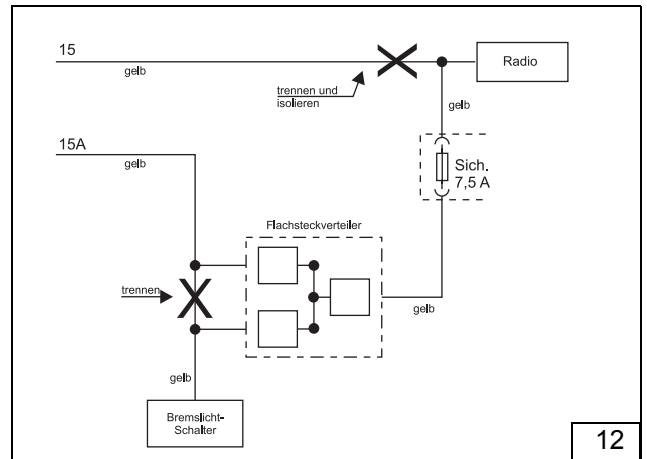 15
gelb
Radio
trennen und
isolieren
gelb
15A
gelb
Sich.
7,5 A
Flachsteckverteiler
trennen
gelb
gelb
Bremslicht-
Schalter
12